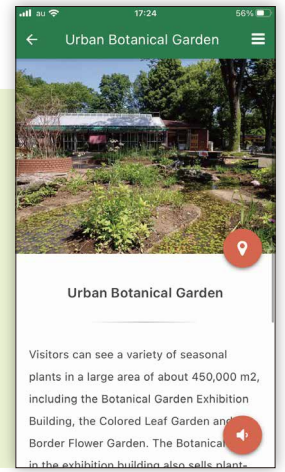 au 17:24 56%
Urban Botanical Garden
Urban Botanical Garden
Visitors can see a variety of seasonal
plants in a large area of about 450,000 m2,
including the Botanical Garden Exhibition
Building, the Colored Leaf Garden and
Border Flower Garden. The Botanical
in the exhibition building also sells plant-